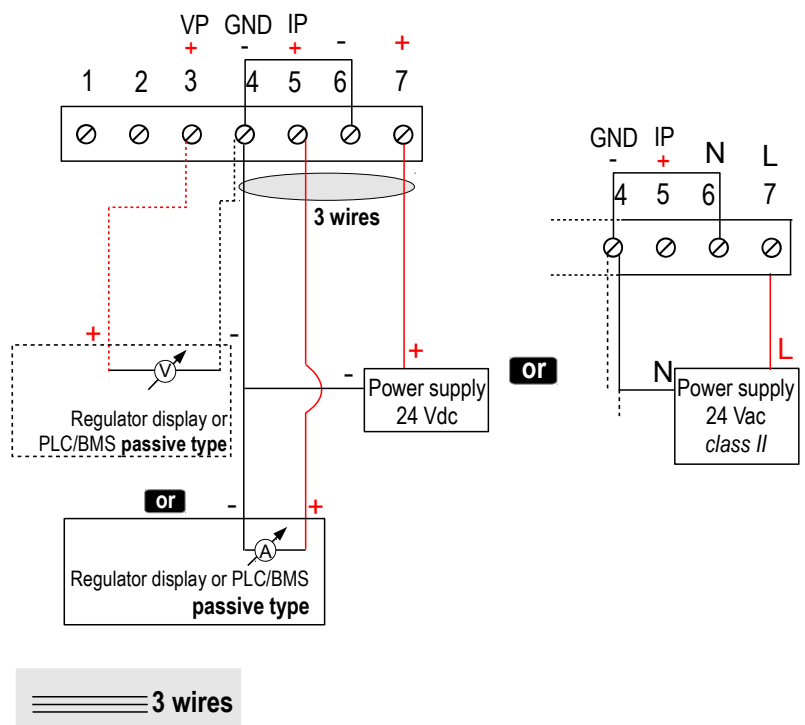 VP GND IP
+ - + - +
1 2 3 4 5 6 7
3 wires
+
-
V
Regulator display or
PLC/BMS passive type
+
-
Power supply
24 Vdc
or
- +
A
Regulator display or PLC/BMS
passive type
3 wires
or
GND IP N L
- +
4 5 6 7
L
N
Power supply
24 Vac
class II